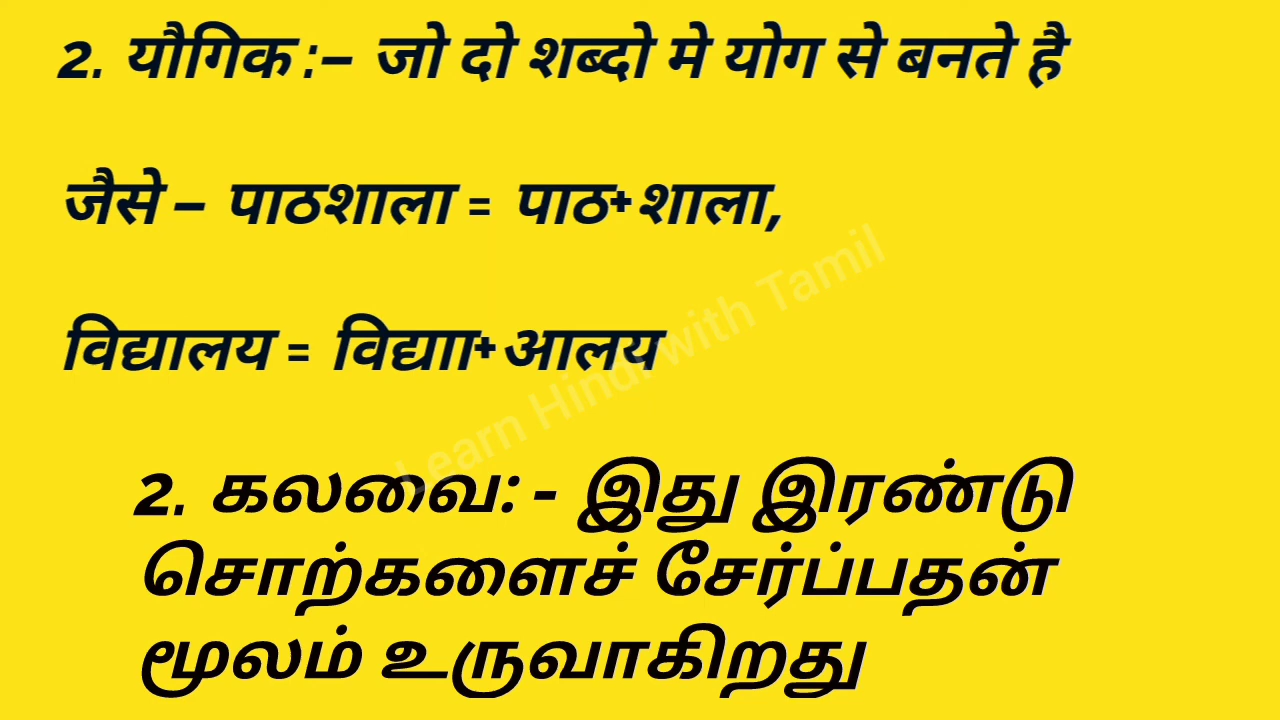 2. यौगिक :– जो दो शब्दो मे योग से बनते है
जैसे – पाठशाला = पाठ+शाला,
विद्यालय = विद्याा+आलय
Learn Hindi with Tamil
2. கலவை: - இது இரண்டு
சொற்களைச் சேர்ப்பதன்
மூலம் உருவாகிறது